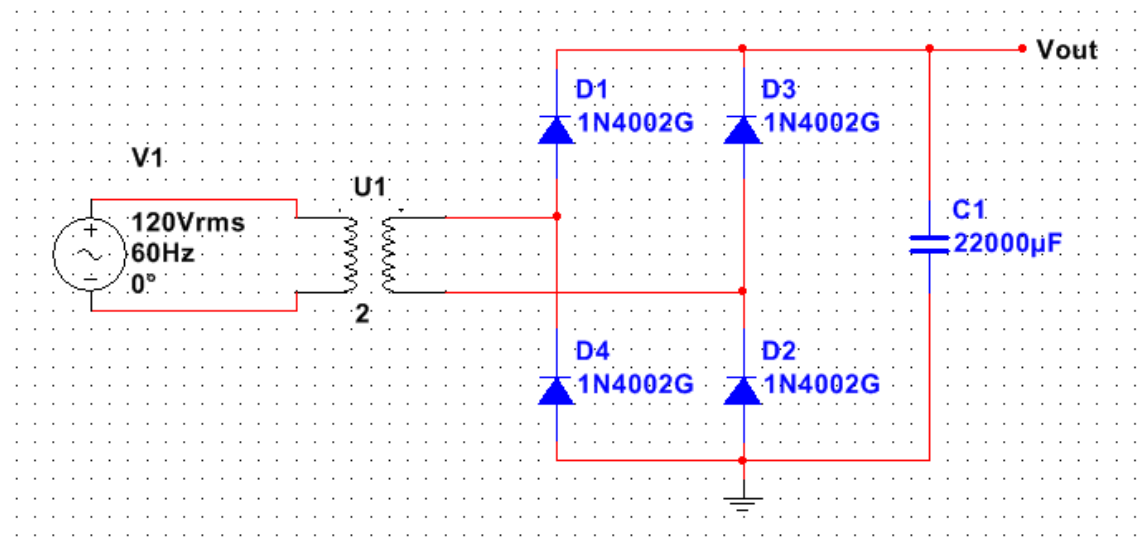 Vout
D1
1N4002G
D3
1N4002G
V1
120Vrms
60Hz
0°
U1
2
C1
22000µF
D4
1N4002G
D2
1N4002G